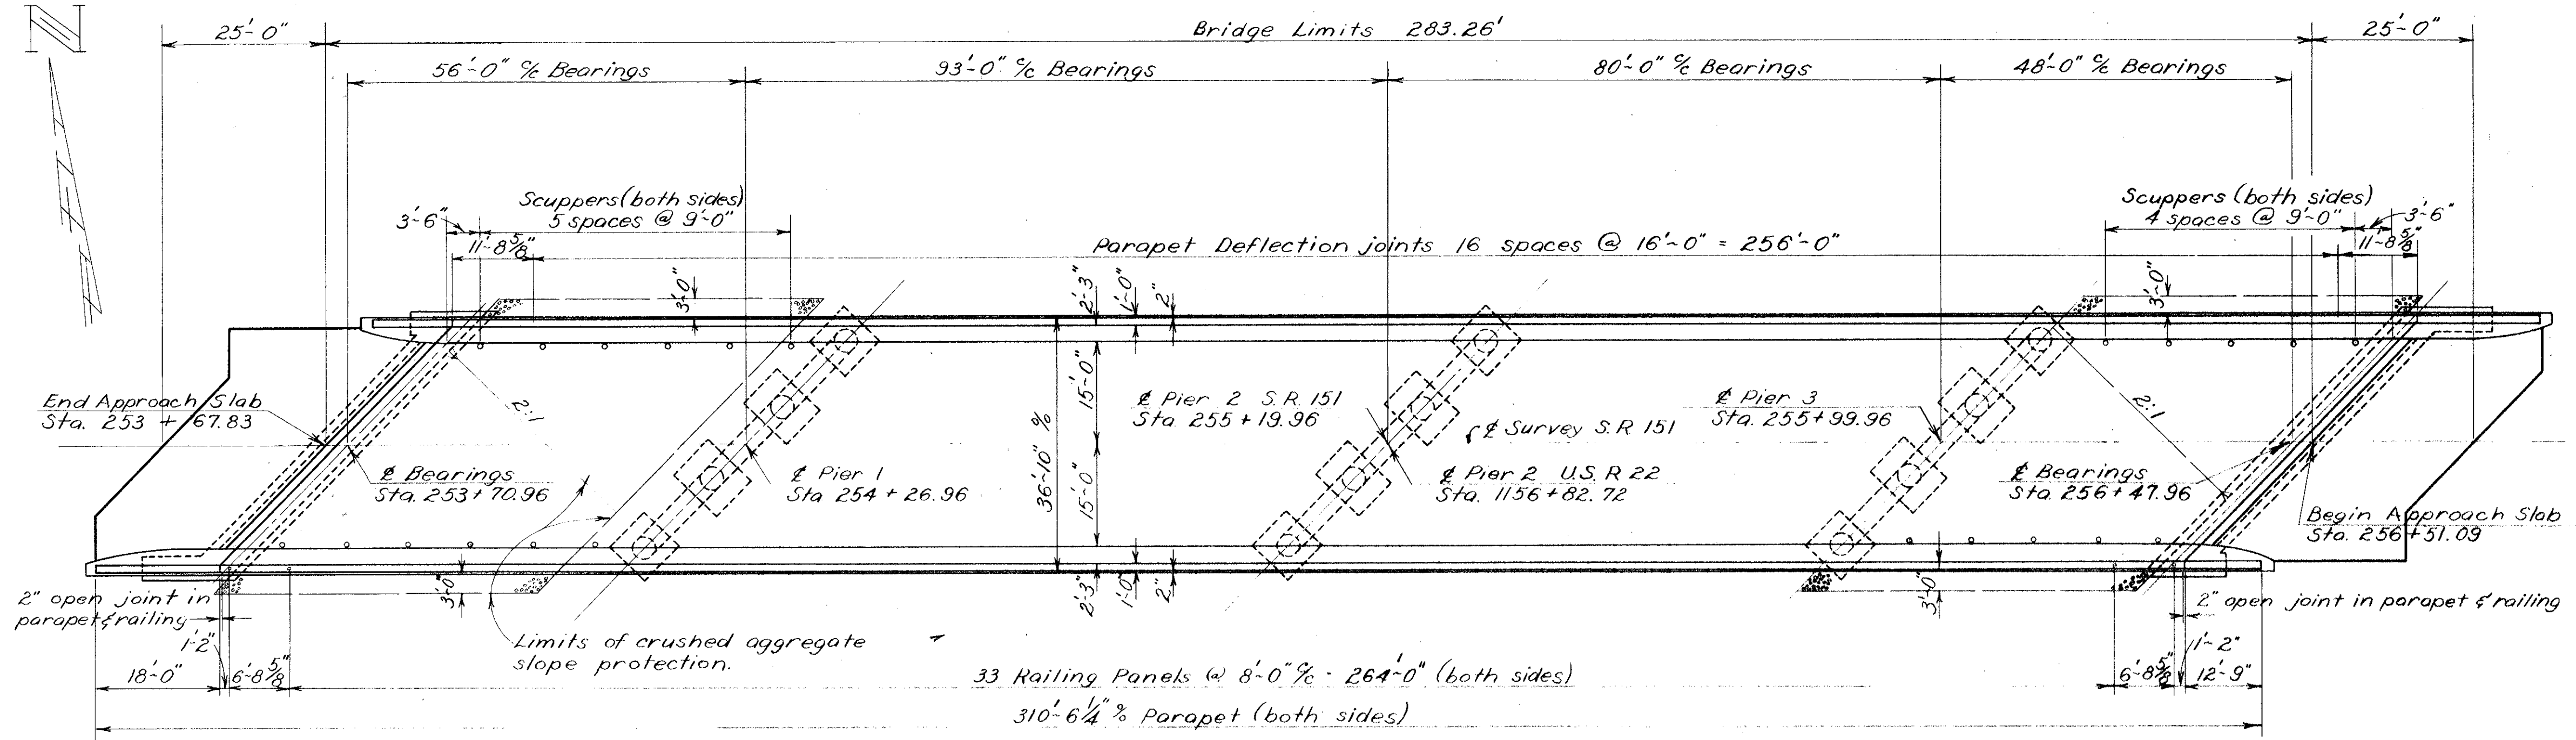 N
25'-0"
Bridge Limits 283.26'
25'-0"
56'-0" c/c Bearings
93'-0" c/c Bearings
80'-0" c/c Bearings
48'-0" c/c Bearings
Scuppers (both sides)
5 spaces @ 9'-0"
3'-6"
11'-8 5/8"
Parapet Deflection joints 16 spaces @ 16'-0" = 256'-0"
Scuppers (both sides)
4 spaces @ 9'-0"
3'-6"
11'-8 5/8"
3'-0"
2'-3"
1'-0"
2"
3'-0"
End Approach Slab
Sta. 253 + 67.83
2:1
℄ Bearings
Sta. 253+70.96
℄ Pier 1
Sta 254 + 26.96
36'-10" %
15'-0"
15'-0"
℄ Pier 2 S.R. 151
Sta. 255+19.96
℄ Survey S.R. 151
℄ Pier 2 U.S.R 22
Sta. 1156+82.72
℄ Pier 3
Sta. 255+99.96
2:1
℄ Bearings
Sta. 256+47.96
Begin Approach Slab
Sta. 256+51.09
2" open joint in
parapet & railing
1'-2"
18'-0"
6'-8 5/8"
3'-0"
Limits of crushed aggregate
slope protection.
2'-3"
1'-0"
2"
3'-0"
2" open joint in parapet & railing
1'-2"
6'-8 5/8"
12'-9"
33 Railing Panels @ 8'-0" c/c - 264'-0" (both sides)
310'-6 1/4" % Parapet (both sides)